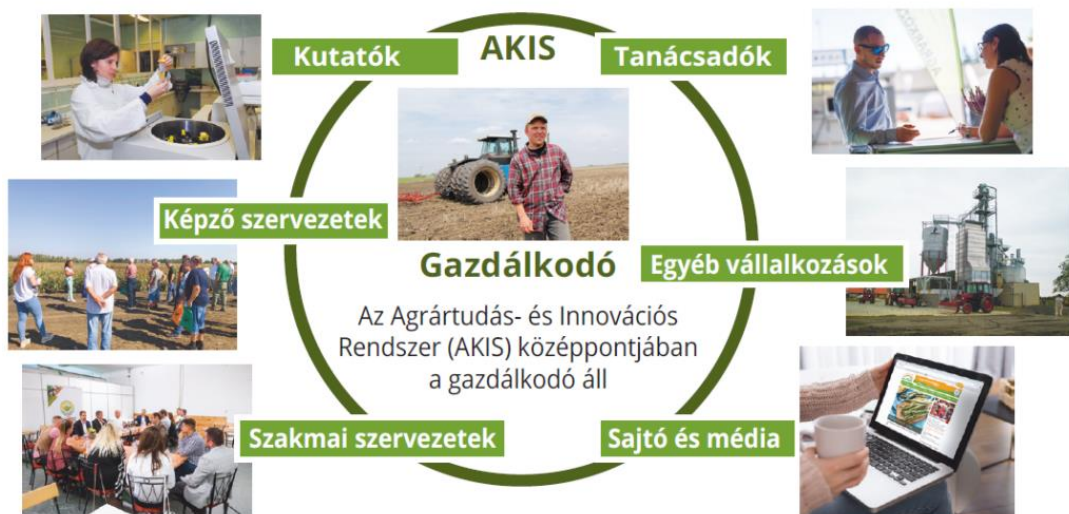 Kutatók
AKIS
Tanácsadók
Képző szervezetek
Gazdálkodó
Egyéb vállalkozások
Az Agrártudás- és Innovációs
Rendszer (AKIS) középpontjában
a gazdálkodó áll
Szakmai szervezetek
Sajtó és média